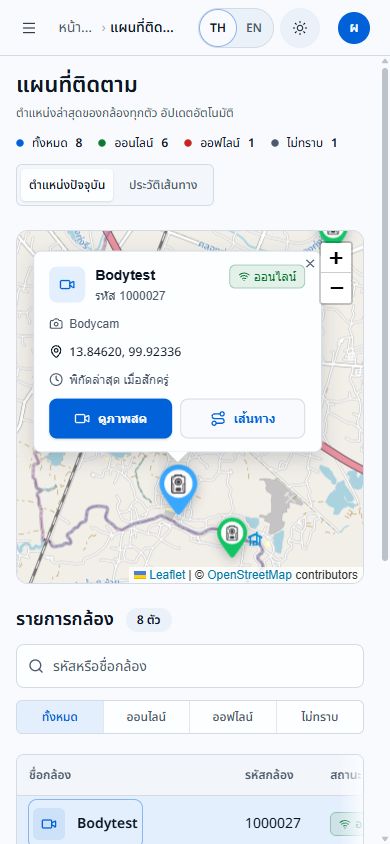 หน้า... › แผนที่ติด... TH EN ผ
แผนที่ติดตาม
ตำแหน่งล่าสุดของกล้องทุกตัว อัปเดตอัตโนมัติ
ทั้งหมด 8 ออนไลน์ 6 ออฟไลน์ 1 ไม่ทราบ 1
ตำแหน่งปัจจุบัน ประวัติเส้นทาง
Bodytest ออนไลน์
รหัส 1000027
Bodycam
13.84620, 99.92336
พิกัดล่าสุด เมื่อสักครู่
ดูภาพสด เส้นทาง
+
−
Leaflet | © OpenStreetMap contributors
รายการกล้อง 8 ตัว
รหัสหรือชื่อกล้อง
ทั้งหมด ออนไลน์ ออฟไลน์ ไม่ทราบ
ชื่อกล้อง รหัสกล้อง สถานะ
Bodytest 1000027